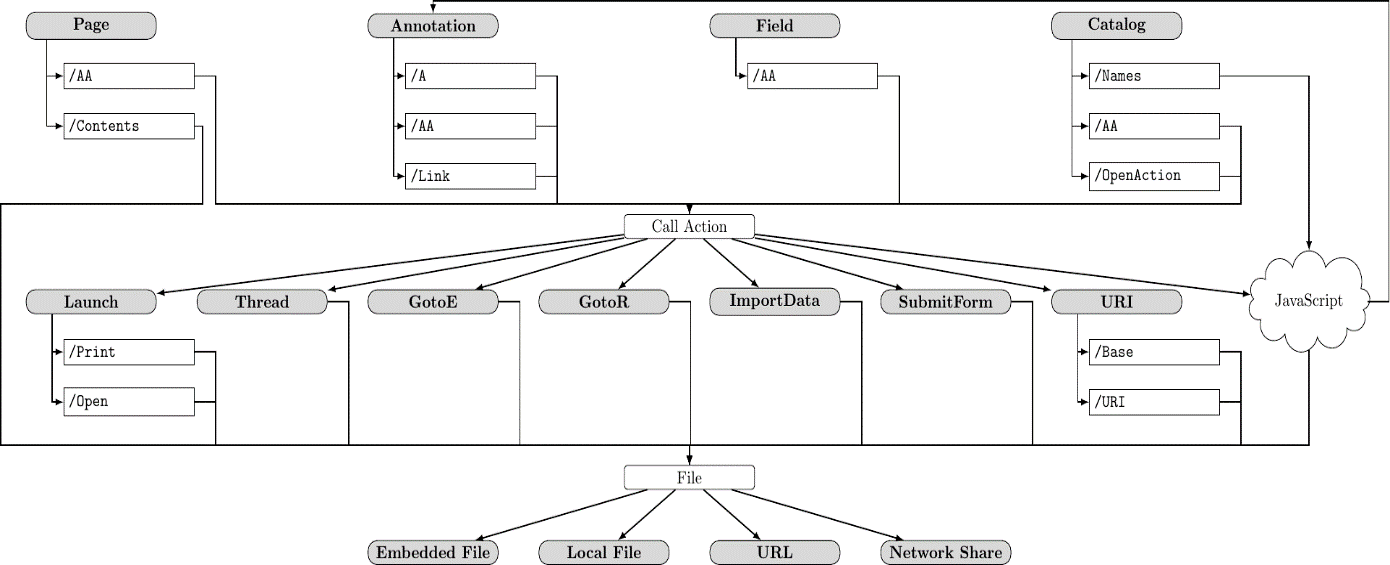 Page
Annotation
Field
Catalog
/AA
/A
/AA
/Names
/Contents
/AA
/AA
/Link
/OpenAction
Call Action
Launch
Thread
GotoE
GotoR
ImportData
SubmitForm
URI
JavaScript
/Print
/Base
/Open
/URI
File
Embedded File
Local File
URL
Network Share